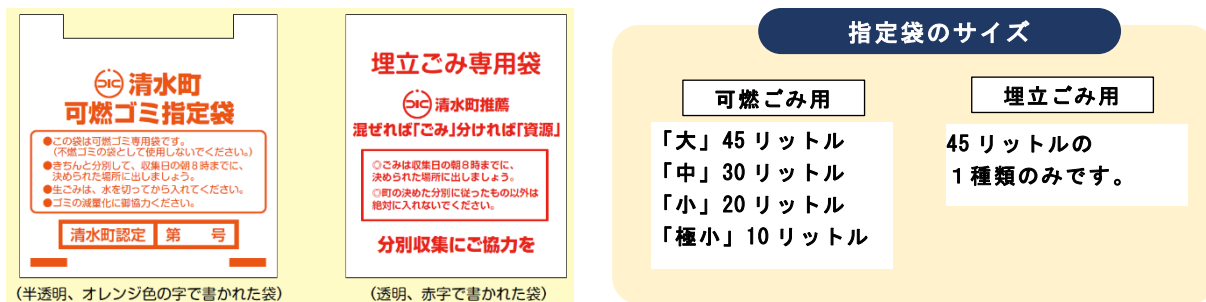 清水町
可燃ゴミ指定袋
●この袋は可燃ゴミ専用袋です。
(不燃ゴミの袋として使用しないでください。)
●きちんと分別して、収集日の朝8時までに、
決められた場所に出しましょう。
●生ごみは、水を切ってから入れてください。
●ゴミの減量化に御協力ください。
清水町認定 第 号
(半透明、オレンジ色の字で書かれた袋)
埋立ごみ専用袋
清水町推薦
混ぜれば「ごみ」分ければ「資源」
◎ごみは収集日の朝8時までに、
決められた場所に出しましょう。
◎町の決めた分別に従ったもの以外は
絶対に入れないでください。
分別収集にご協力を
(透明、赤字で書かれた袋)
指定袋のサイズ
可燃ごみ用
「大」45リットル
「中」30リットル
「小」20リットル
「極小」10リットル
埋立ごみ用
45リットルの
1種類のみです。